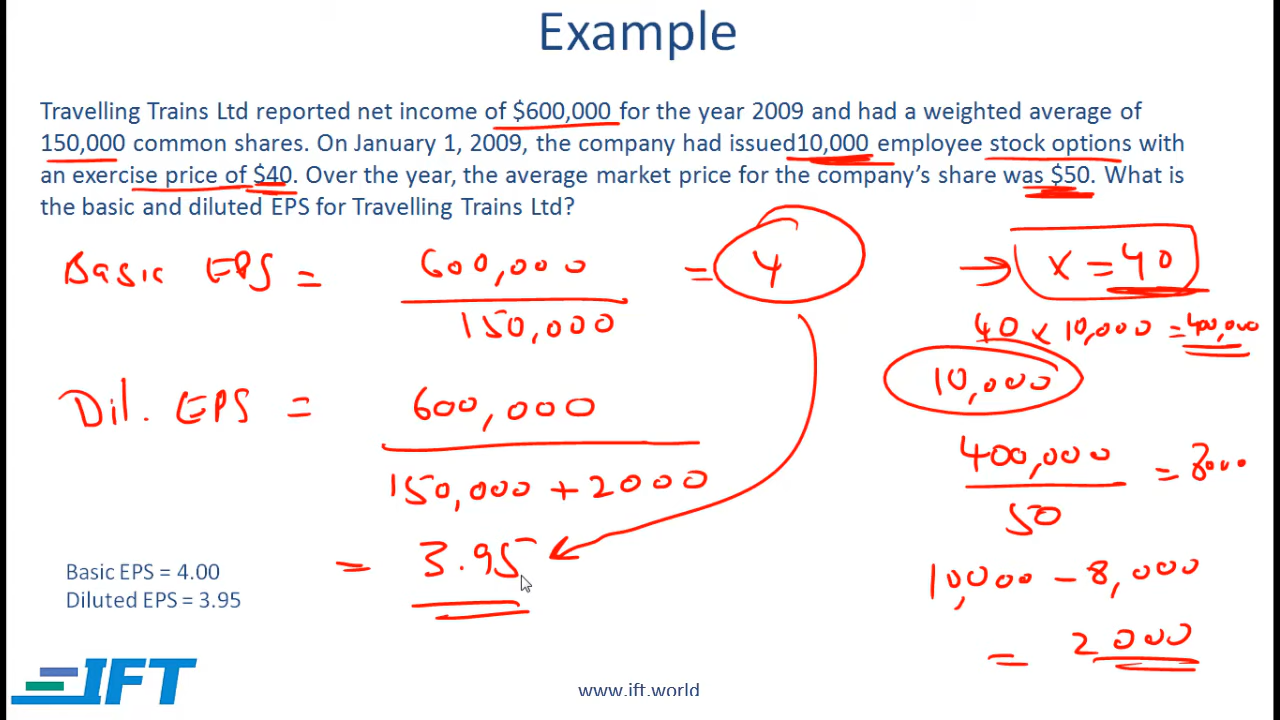 Example
Travelling Trains Ltd reported net income of $600,000 for the year 2009 and had a weighted average of
150,000 common shares. On January 1, 2009, the company had issued10,000 employee stock options with
an exercise price of $40. Over the year, the average market price for the company's share was $50. What is
the basic and diluted EPS for Travelling Trains Ltd?
Basic EPS = 600,000 = 4
150,000
Dil. EPS = 600,000
150,000 + 2000
= 3.95
→ x = 40
40 x 10,000 = 400,000
10,000
400,000 = 8000
50
10,000 - 8,000
= 2000
Basic EPS = 4.00
Diluted EPS = 3.95
IFT
www.ift.world